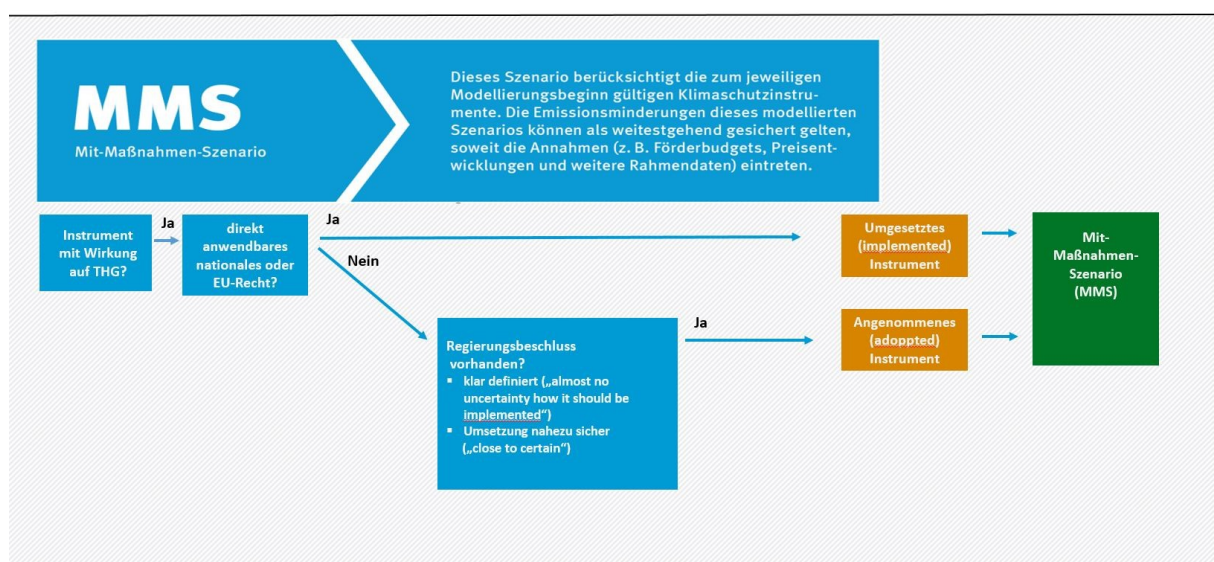 MMS
Mit-Maßnahmen-Szenario
Dieses Szenario berücksichtigt die zum jeweiligen
Modellierungsbeginn gültigen Klimaschutzinstru-
mente. Die Emissionsminderungen dieses modellierten
Szenarios können als weitestgehend gesichert gelten,
soweit die Annahmen (z. B. Förderbudgets, Preisent-
wicklungen und weitere Rahmendaten) eintreten.
Instrument
mit Wirkung
auf THG?
Ja
direkt
anwendbares
nationales oder
EU-Recht?
Ja
Nein
Umgesetztes
(implemented)
Instrument
Mit-
Maßnahmen-
Szenario
(MMS)
Regierungsbeschluss
vorhanden?
▪ klar definiert („almost no
uncertainty how it should be
implemented“)
▪ Umsetzung nahezu sicher
(„close to certain“)
Ja
Angenommenes
(adoppted)
Instrument